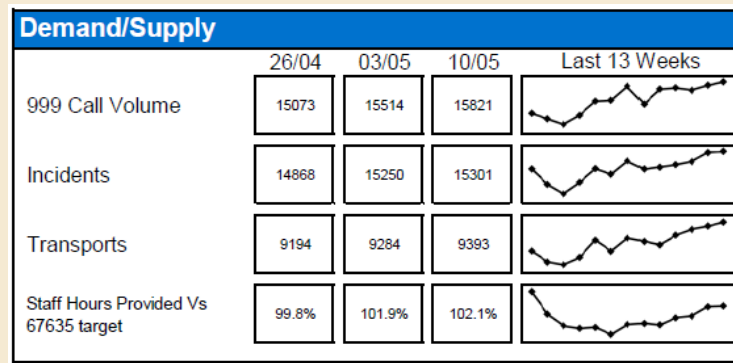 Demand/Supply
26/04 03/05 10/05 Last 13 Weeks
999 Call Volume 15073 15514 15821
Incidents 14868 15250 15301
Transports 9194 9284 9393
Staff Hours Provided Vs
67635 target 99.8% 101.9% 102.1%